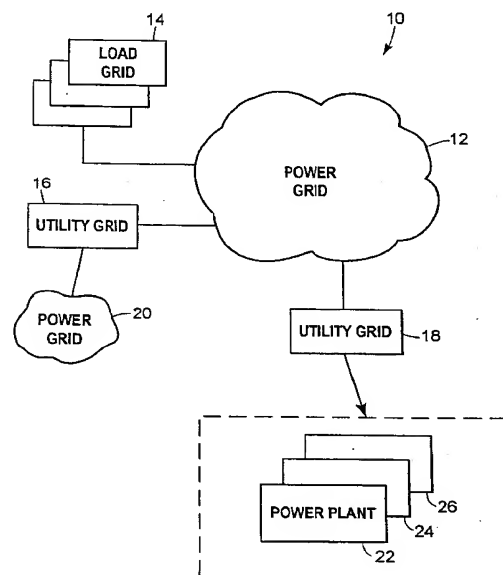 14
10
LOAD
GRID
12
POWER
GRID
16
UTILITY GRID
POWER
GRID
20
UTILITY GRID
18
POWER PLANT
26
24
22